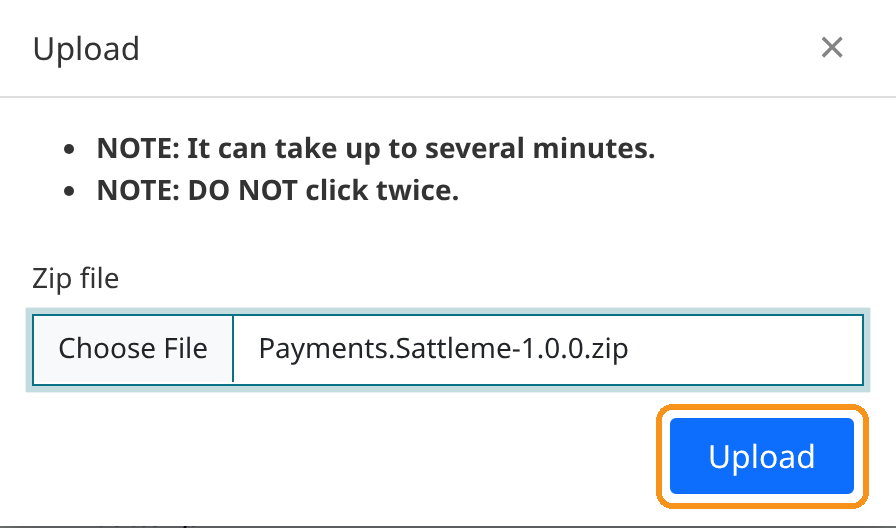 Upload
NOTE: It can take up to several minutes.
NOTE: DO NOT click twice.
Zip file
Choose File Payments.Sattleme-1.0.0.zip
Upload